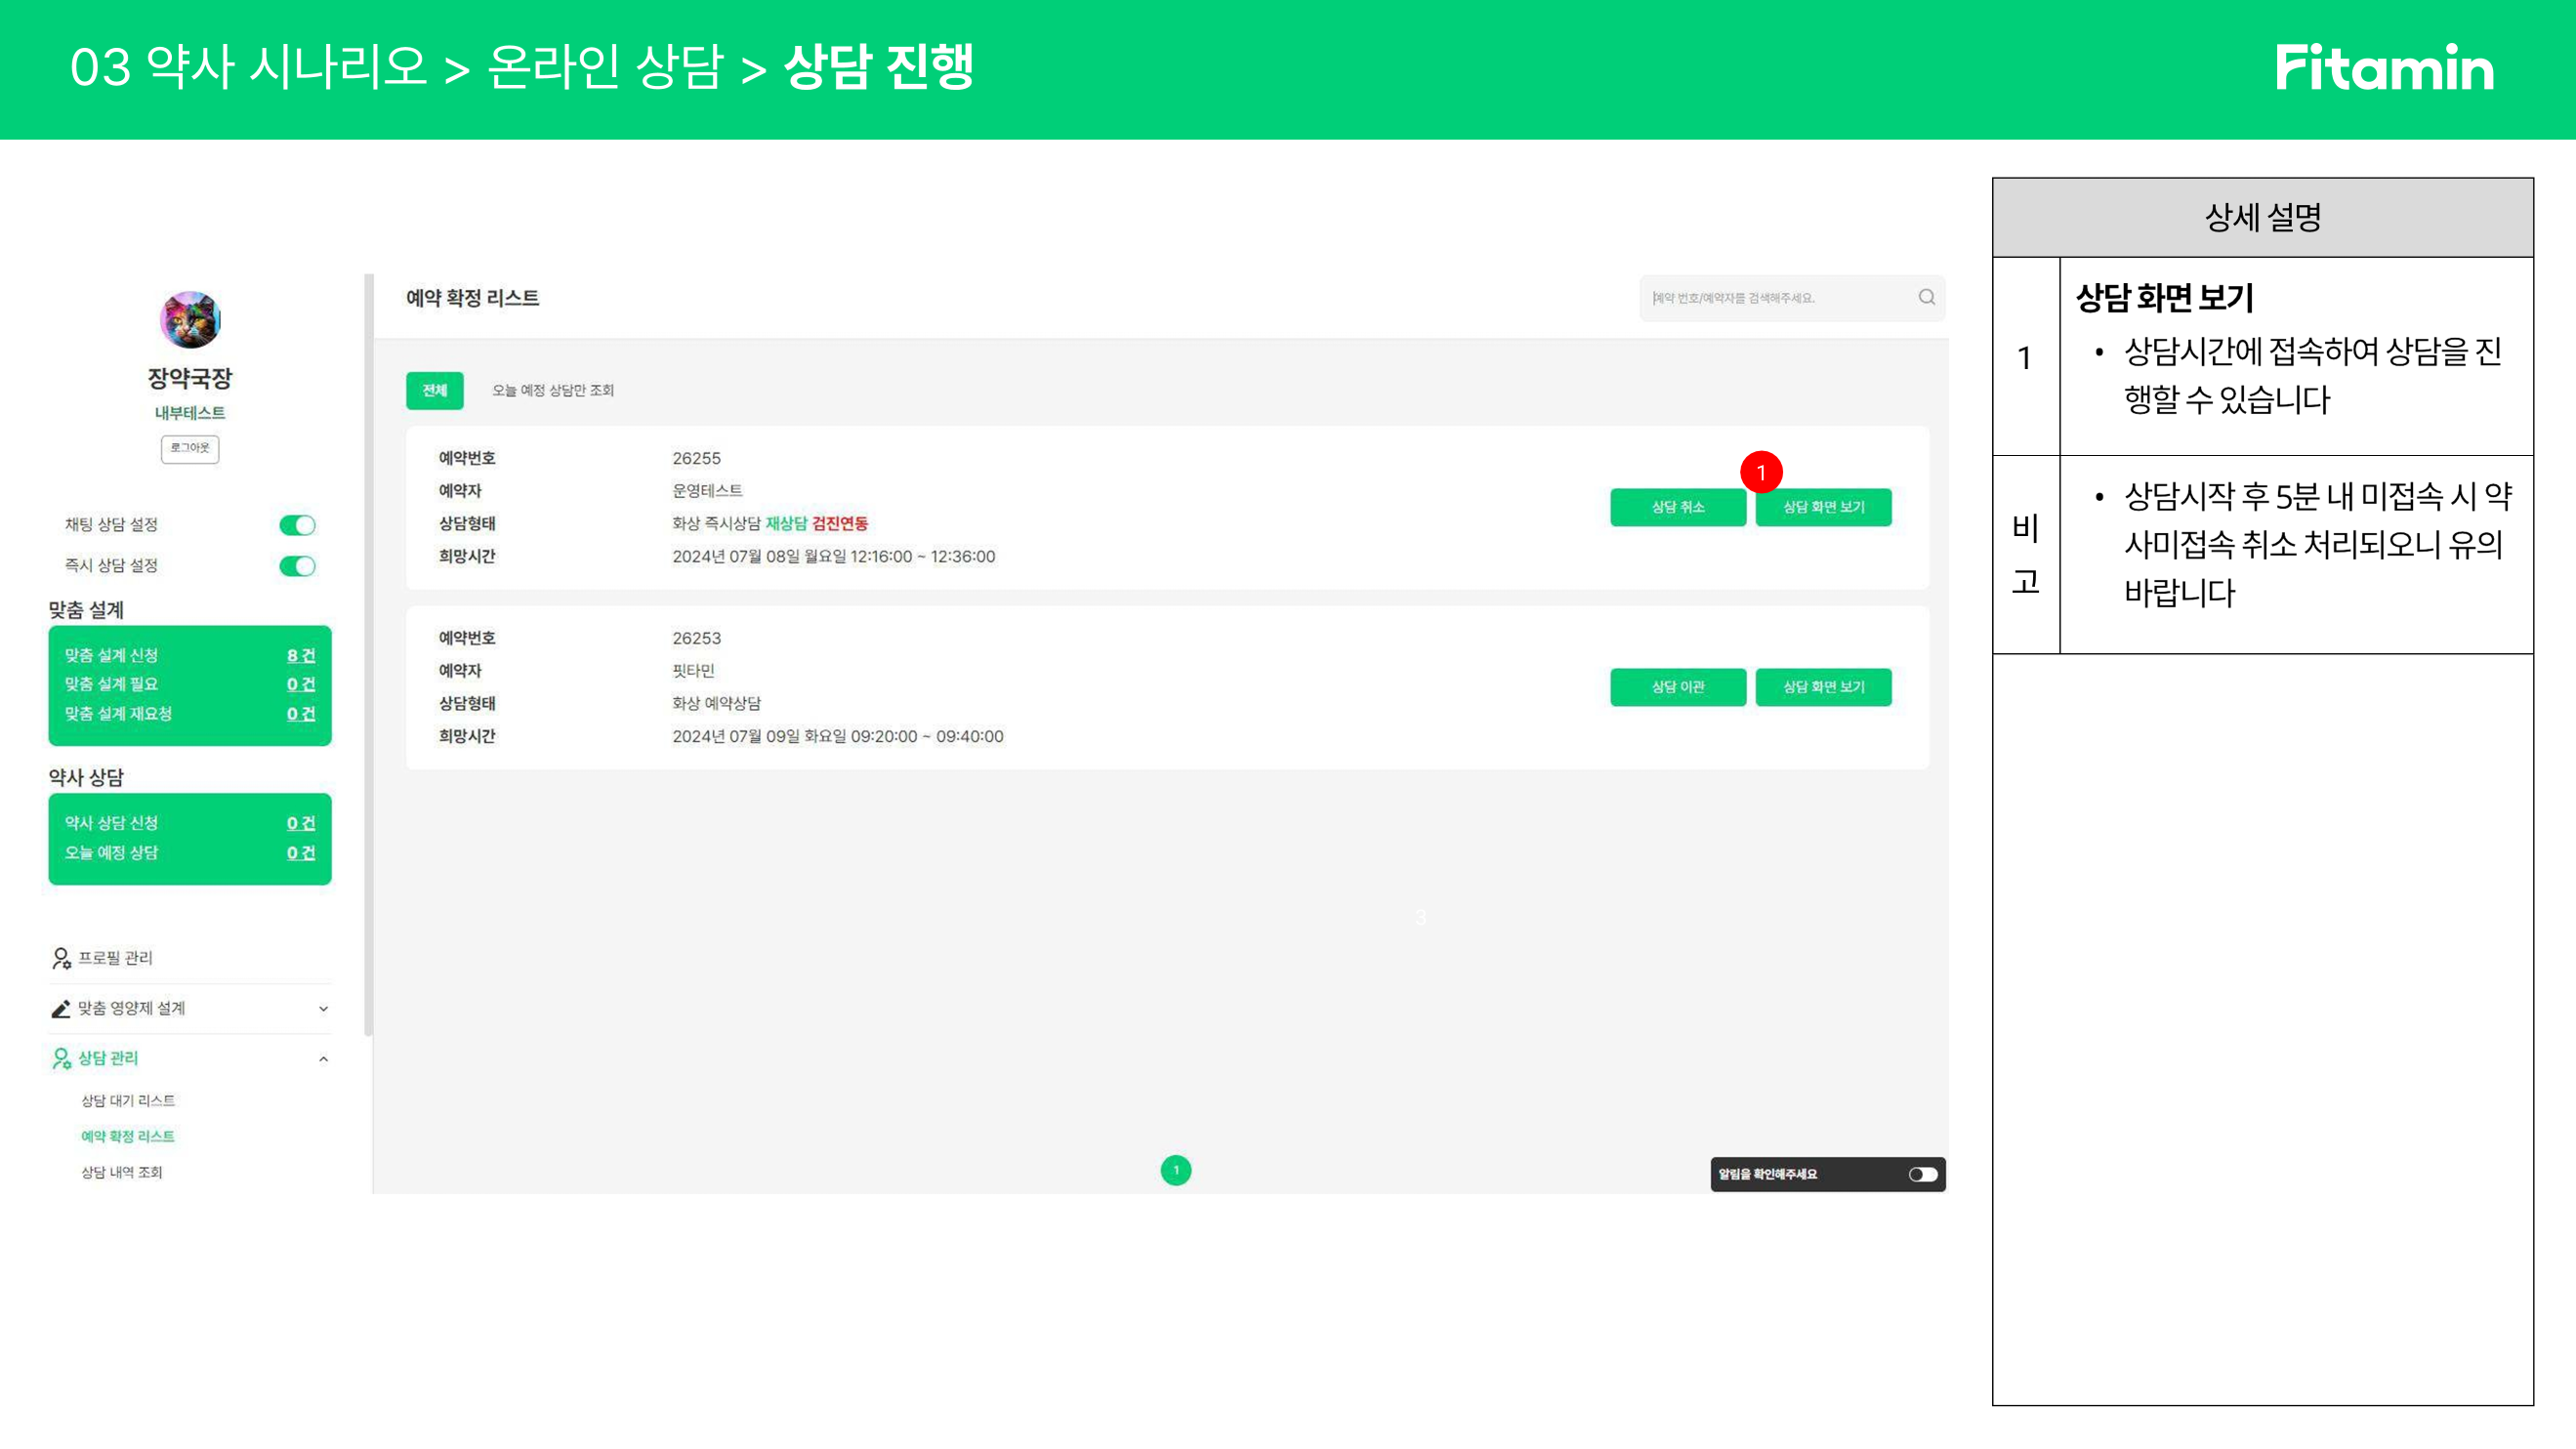 03 약사 시나리오 > 온라인 상담 > 상담 진행
Fitamin
장약국장
내부테스트
로그아웃
채팅 상담 설정
즉시 상담 설정
맞춤 설계
맞춤 설계 신청 8 건
맞춤 설계 필요 0 건
맞춤 설계 재요청 0 건
약사 상담
약사 상담 신청 0 건
오늘 예정 상담 0 건
프로필 관리
맞춤 영양제 설계
상담 관리
상담 대기 리스트
예약 확정 리스트
상담 내역 조회
예약 확정 리스트
예약 번호/예약자를 검색해주세요.
전체 오늘 예정 상담만 조회
예약번호 26255
예약자 운영테스트
상담형태 화상 즉시상담 재상담 검진연동
희망시간 2024년 07월 08일 월요일 12:16:00 ~ 12:36:00
1
상담 취소 상담 화면 보기
예약번호 26253
예약자 핏타민
상담형태 화상 예약상담
희망시간 2024년 07월 09일 화요일 09:20:00 ~ 09:40:00
상담 이관 상담 화면 보기
3
1
알림을 확인해주세요
상세 설명
1
상담 화면 보기
• 상담시간에 접속하여 상담을 진
행할 수 있습니다
비
고
• 상담시작 후 5분 내 미접속 시 약
사미접속 취소 처리되오니 유의
바랍니다